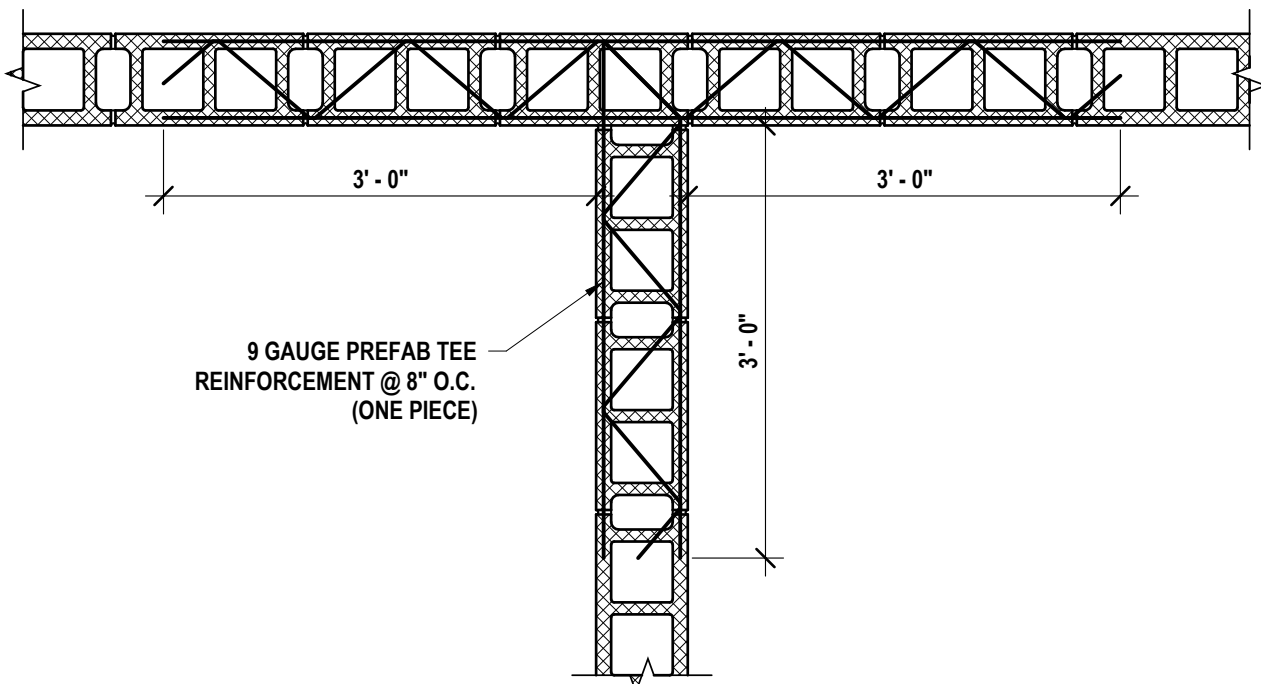 3' - 0"
3' - 0"
3' - 0"
9 GAUGE PREFAB TEE
REINFORCEMENT @ 8" O.C.
(ONE PIECE)